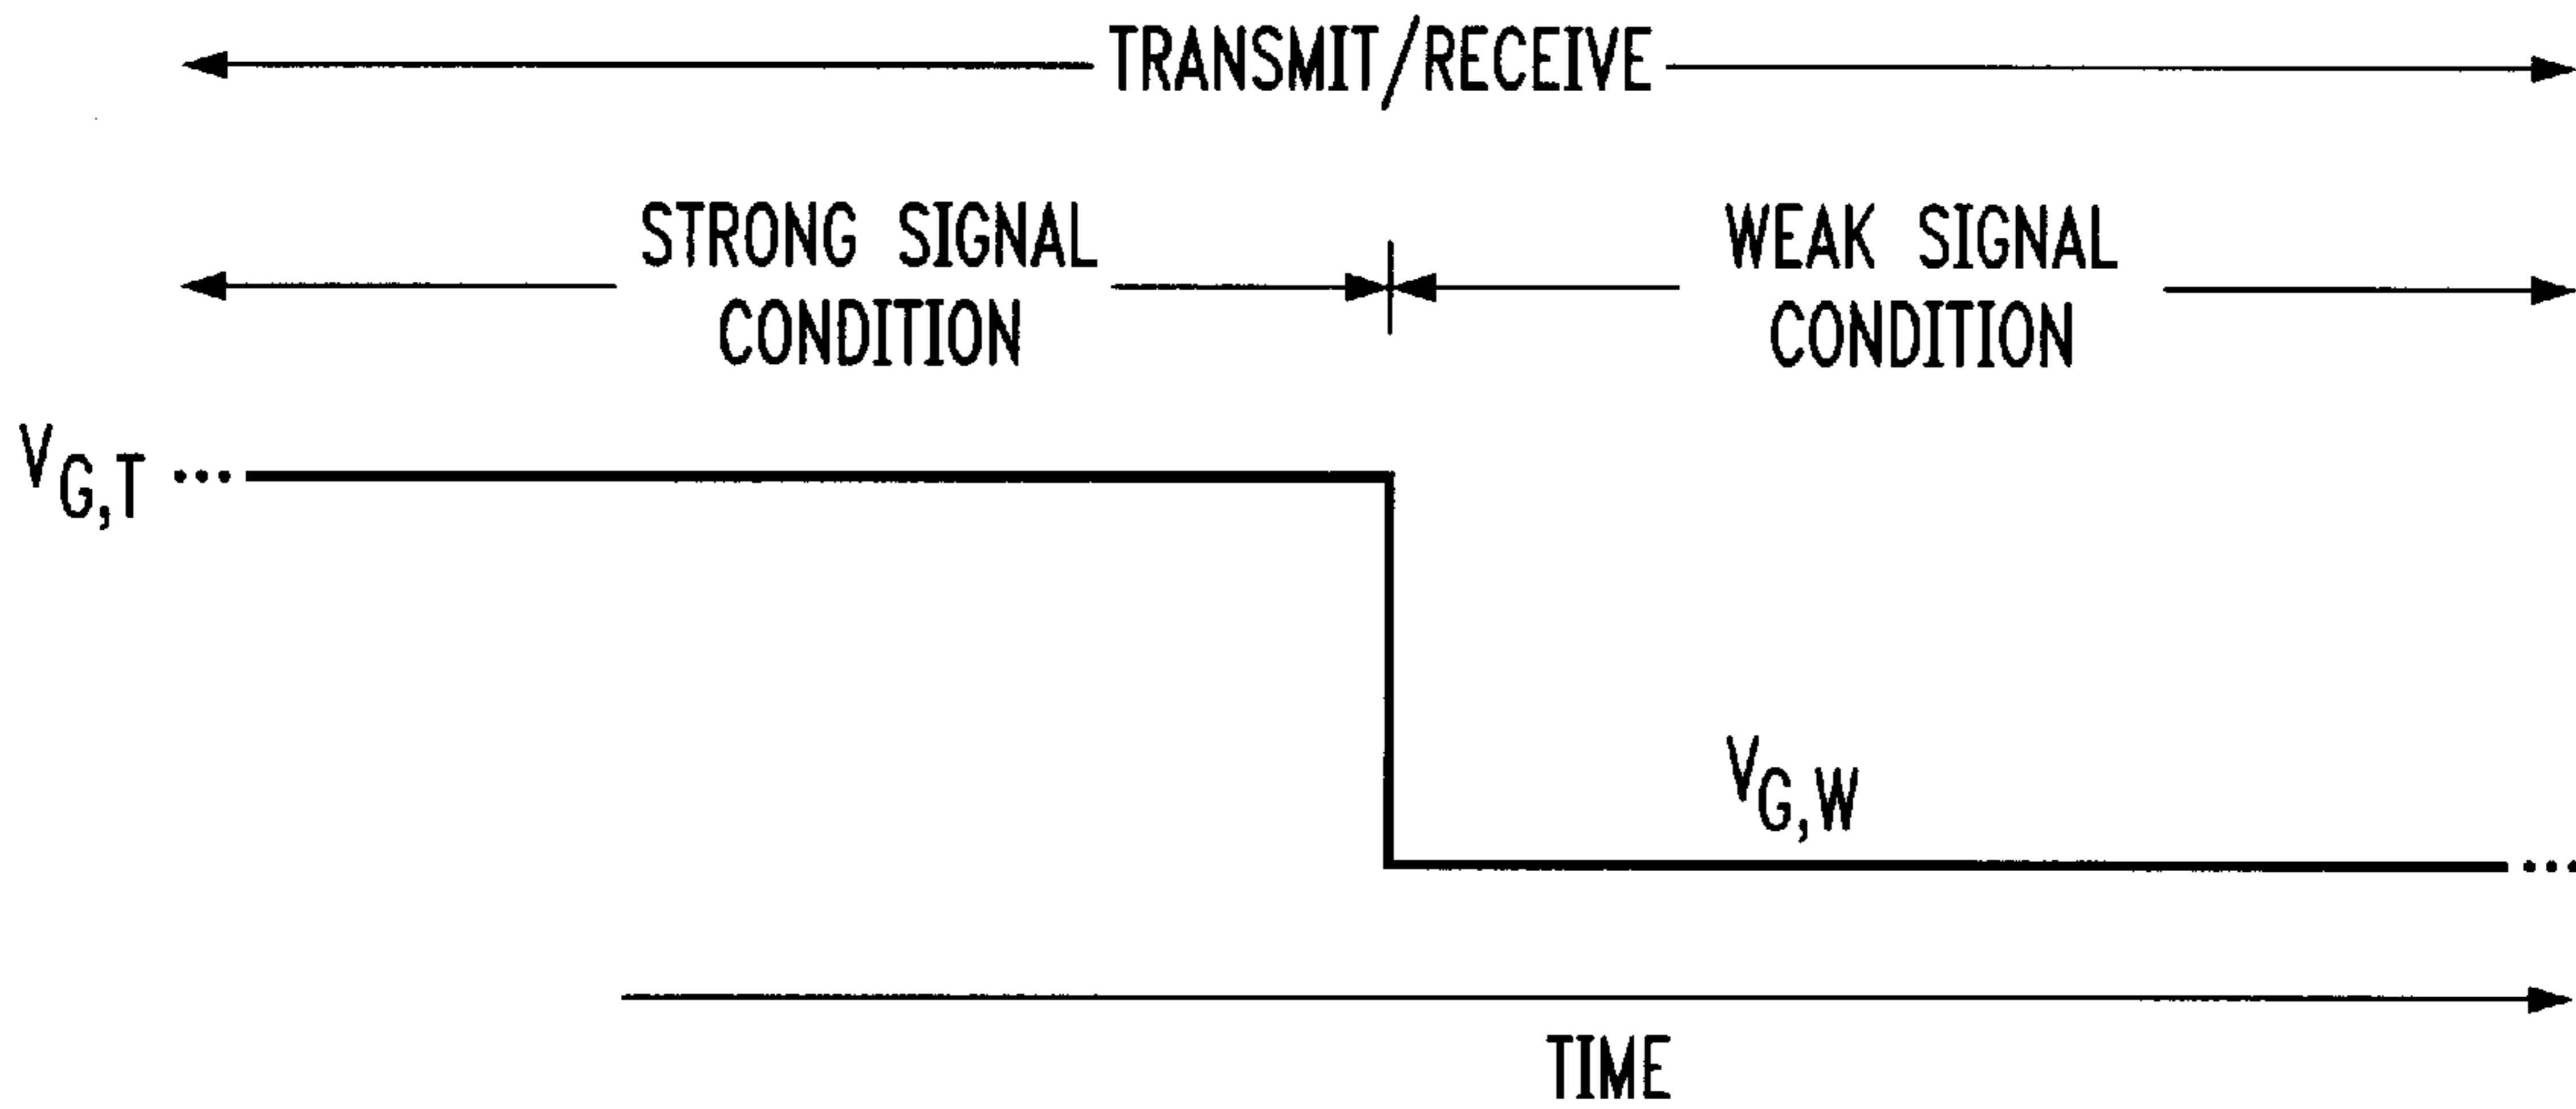 TRANSMIT/RECEIVE
STRONG SIGNAL
CONDITION
WEAK SIGNAL
CONDITION
VG,T ...
VG,W
...
TIME